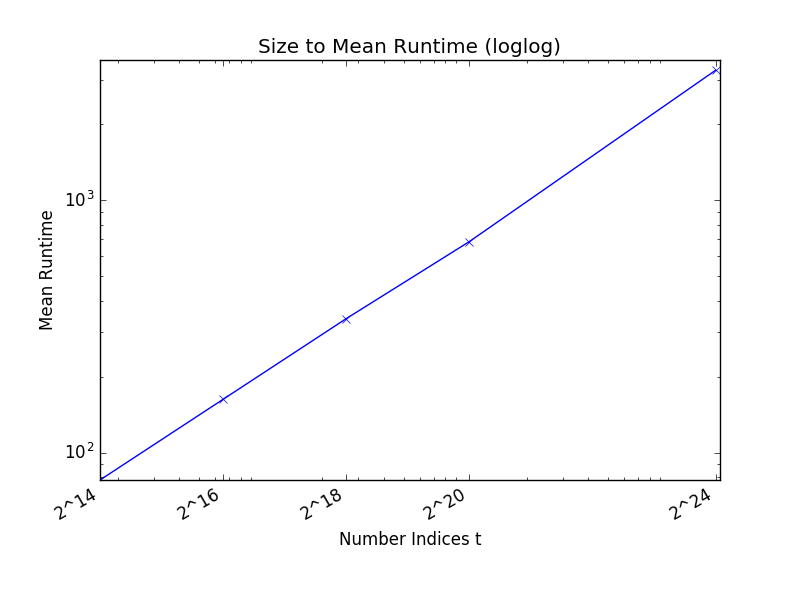 Size to Mean Runtime (loglog)
Mean Runtime
10^3
10^2
2^14
2^16
2^18
2^20
2^24
Number Indices t